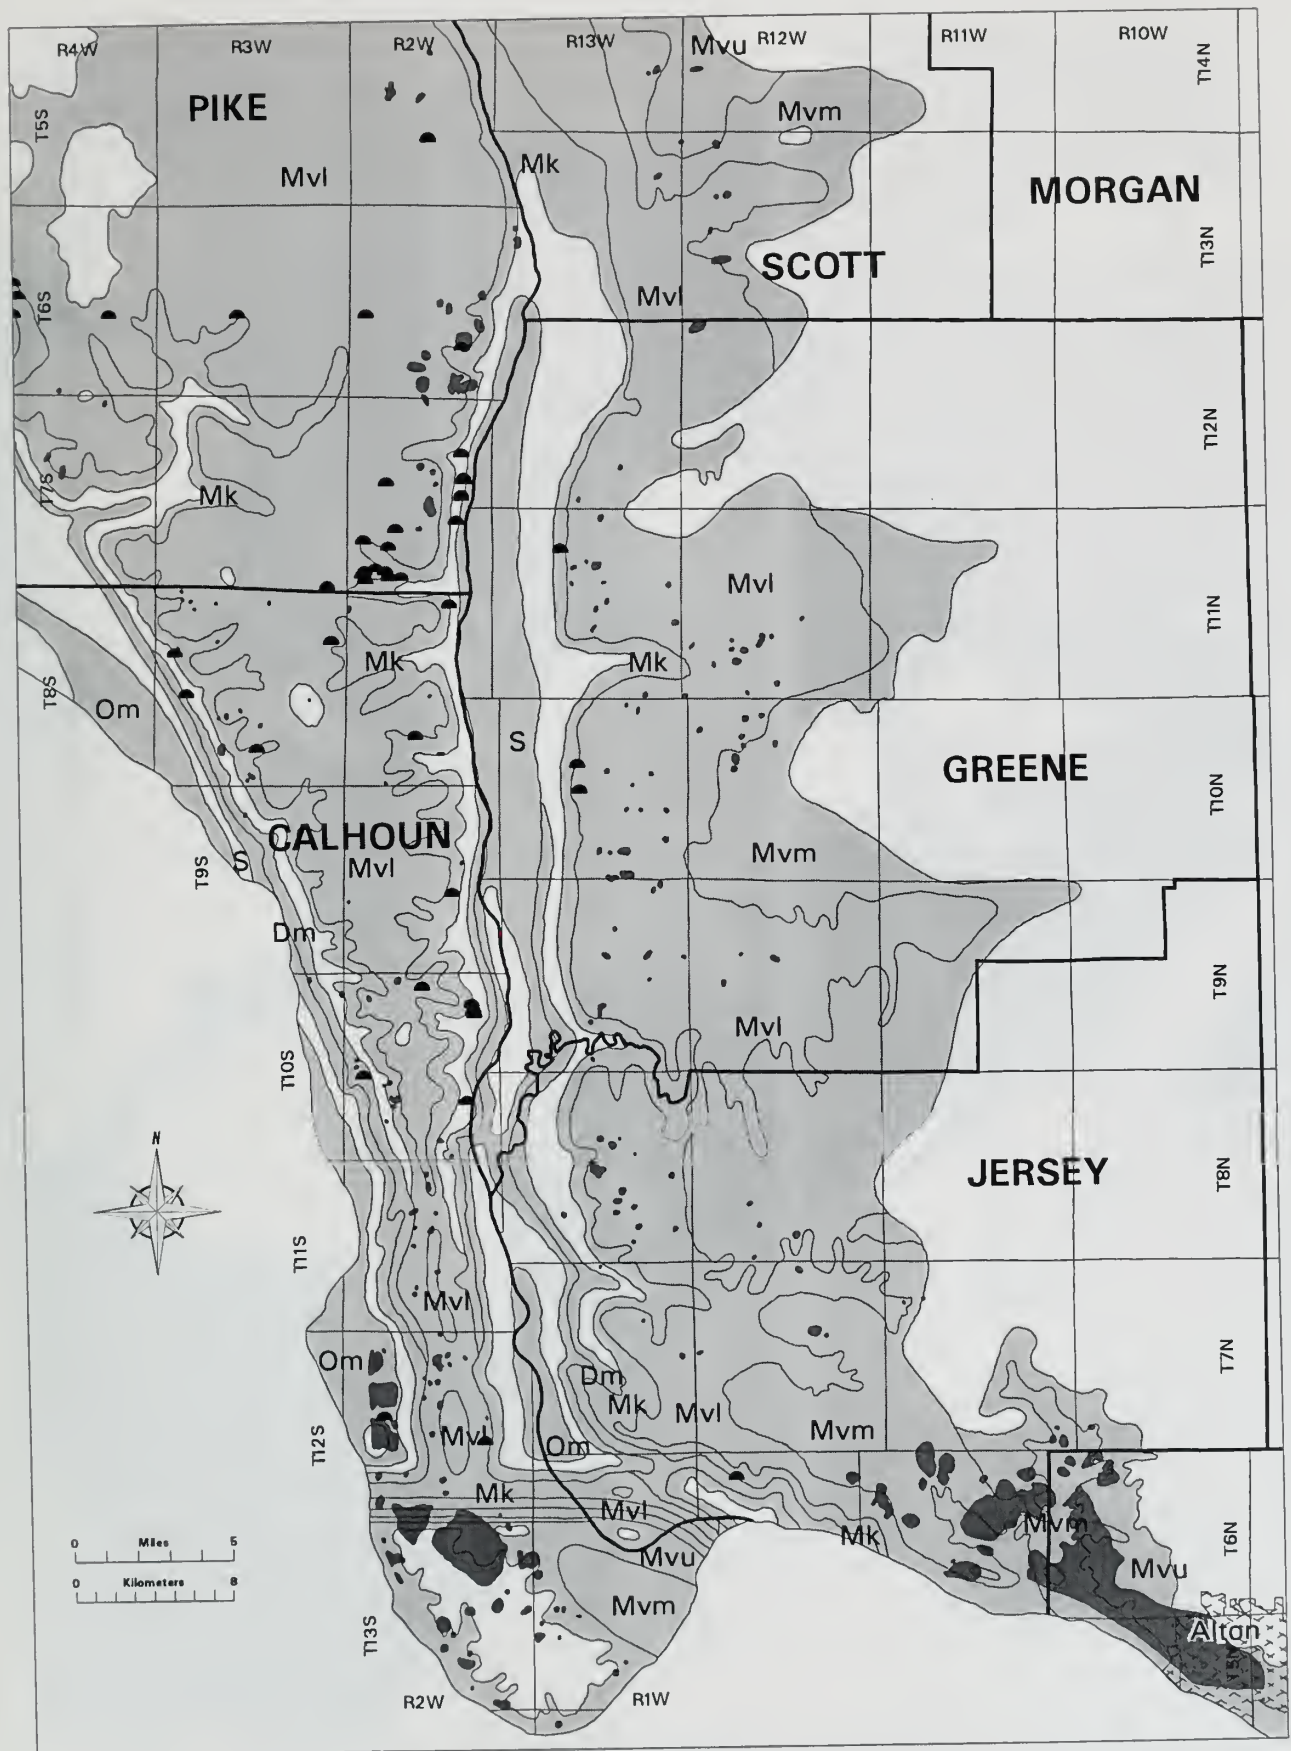 R4W
R3W
R2W
R13W
Mvu
R12W
R11W
R10W
T14N
PIKE
T5S
Mvm
Mvl
Mk
MORGAN
T13N
SCOTT
T6S
Mvl
T12N
T7S
Mk
Mvl
T11N
Mk
Mk
T8S
Om
S
GREENE
T10N
CALHOUN
Mvl
Mvm
S
T9S
Dm
T9N
Mvl
T10S
N
JERSEY
T8N
T11S
Mvl
T7N
Om
Dm
Mk
Mvl
Mvm
T12S
Mvl
Om
Mk
Mvl
Mvm
Mk
0 Miles 5
0 Kilometers 8
Mvu
Mvu
T6N
Mvm
T13S
Alton
T5N
R2W
R1W